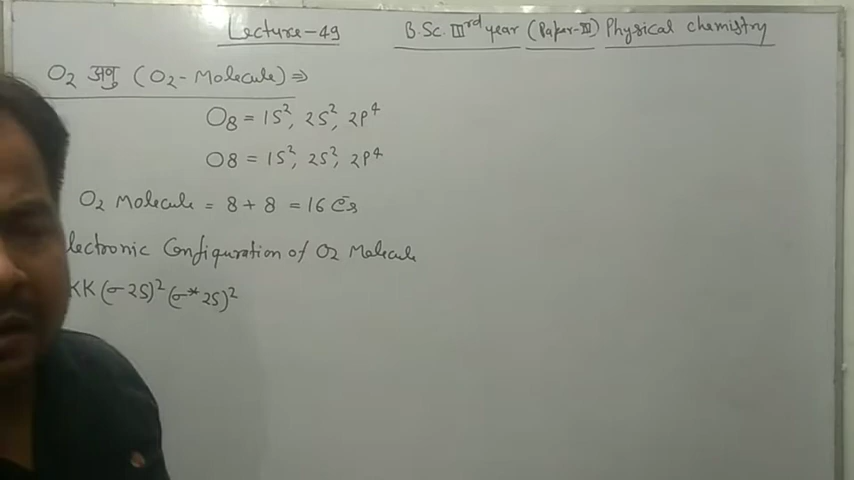 Lecture-49 B.Sc. IIIrd year (Paper-III) Physical chemistry
O2 अणु (O2-Molecule) ⇒
O8 = 1S², 2S², 2P⁴
O8 = 1S², 2S², 2P⁴
O2 Molecule = 8 + 8 = 16 e⁻s
lectronic Configuration of O2 Molecule
KK (σ 2S)² (σ* 2S)²